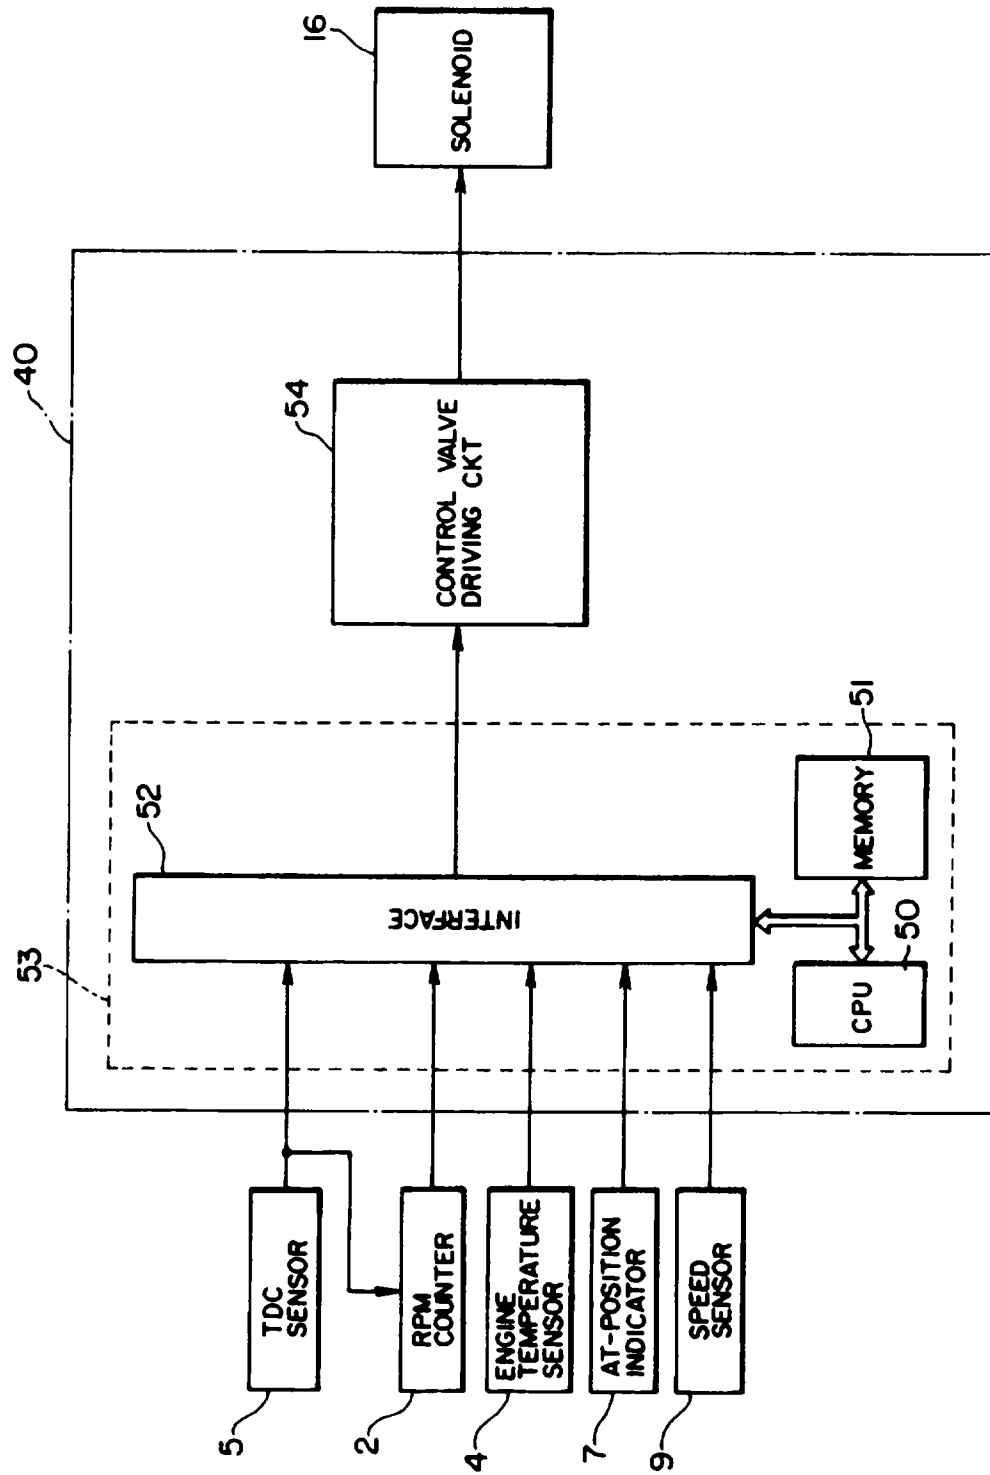 5
TDC
SENSOR
2
RPM
COUNTER
4
ENGINE
TEMPERATURE
SENSOR
7
AT-POSITION
INDICATOR
9
SPEED
SENSOR
53
52
INTERFACE
CPU
50
MEMORY
51
40
54
CONTROL VALVE
DRIVING CKT
16
SOLENOID